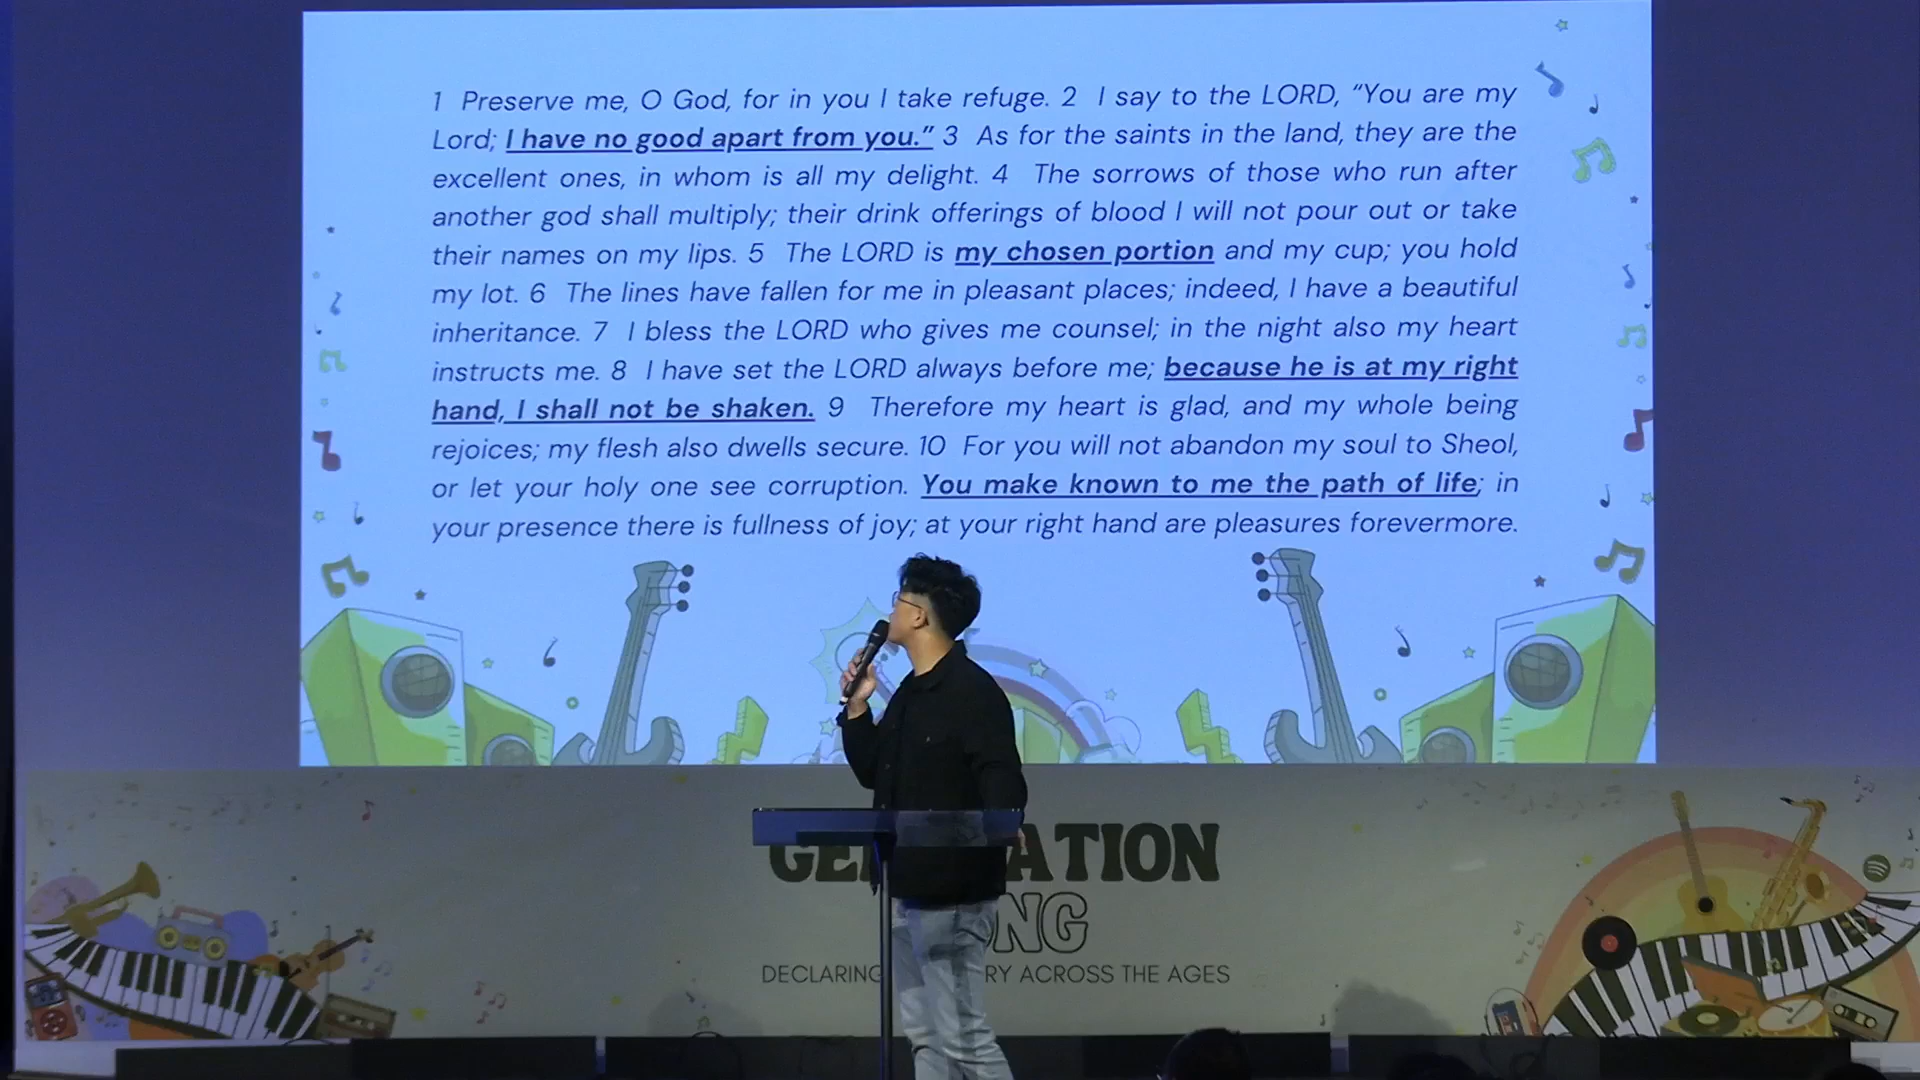 1 Preserve me, O God, for in you I take refuge. 2 I say to the LORD, “You are my
Lord; I have no good apart from you.” 3 As for the saints in the land, they are the
excellent ones, in whom is all my delight. 4 The sorrows of those who run after
another god shall multiply; their drink offerings of blood I will not pour out or take
their names on my lips. 5 The LORD is my chosen portion and my cup; you hold
my lot. 6 The lines have fallen for me in pleasant places; indeed, I have a beautiful
inheritance. 7 I bless the LORD who gives me counsel; in the night also my heart
instructs me. 8 I have set the LORD always before me; because he is at my right
hand, I shall not be shaken. 9 Therefore my heart is glad, and my whole being
rejoices; my flesh also dwells secure. 10 For you will not abandon my soul to Sheol,
or let your holy one see corruption. You make known to me the path of life; in
your presence there is fullness of joy; at your right hand are pleasures forevermore.
DECLARING ACROSS THE AGES